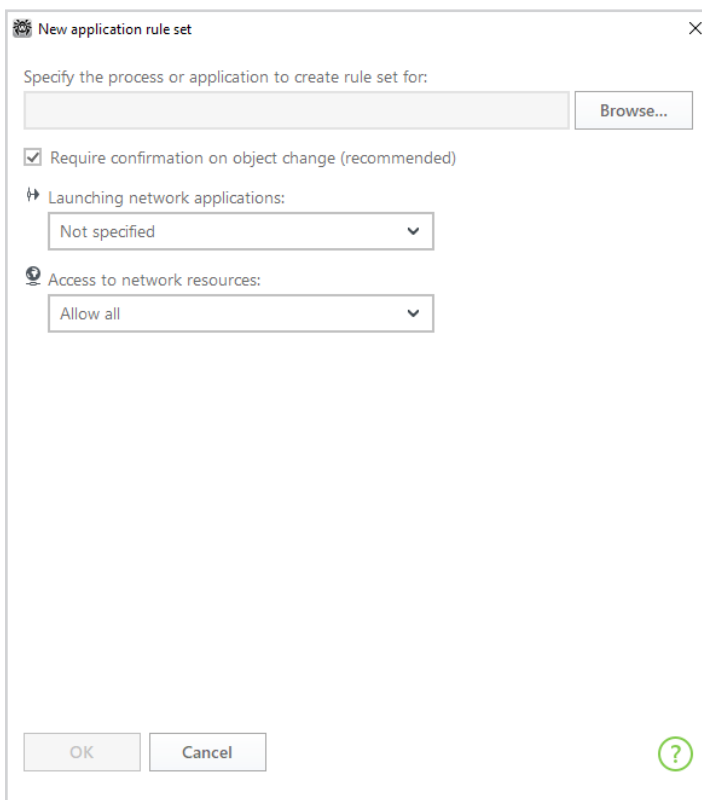 New application rule set
Specify the process or application to create rule set for:
Browse...
Require confirmation on object change (recommended)
Launching network applications:
Not specified
Access to network resources:
Allow all
OK
Cancel
?